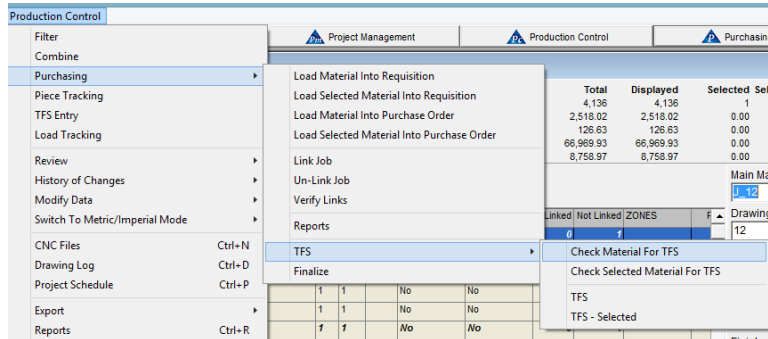 Production Control
Filter
Combine
Purchasing
Piece Tracking
TFS Entry
Load Tracking
Review
History of Changes
Modify Data
Switch To Metric/Imperial Mode
CNC Files Ctrl+N
Drawing Log Ctrl+D
Project Schedule Ctrl+P
Export
Reports Ctrl+R
Pm Project Management
Pc Production Control
P Purchasin
Load Material Into Requisition
Load Selected Material Into Requisition
Load Material Into Purchase Order
Load Selected Material Into Purchase Order
Link Job
Un-Link Job
Verify Links
Reports
TFS
Finalize
Total Displayed Selected Sel
4,136 4,136 1
2,518.02 2,518.02 0.00
126.63 126.63 0.00
66,969.93 66,969.93 0.00
8,758.97 8,758.97 0.00
Main Ma
J_12
Drawing
12
Linked Not Linked ZONES
0 1
Check Material For TFS
Check Selected Material For TFS
TFS
TFS - Selected
1 1 No No
1 1 No No
1 1 No No